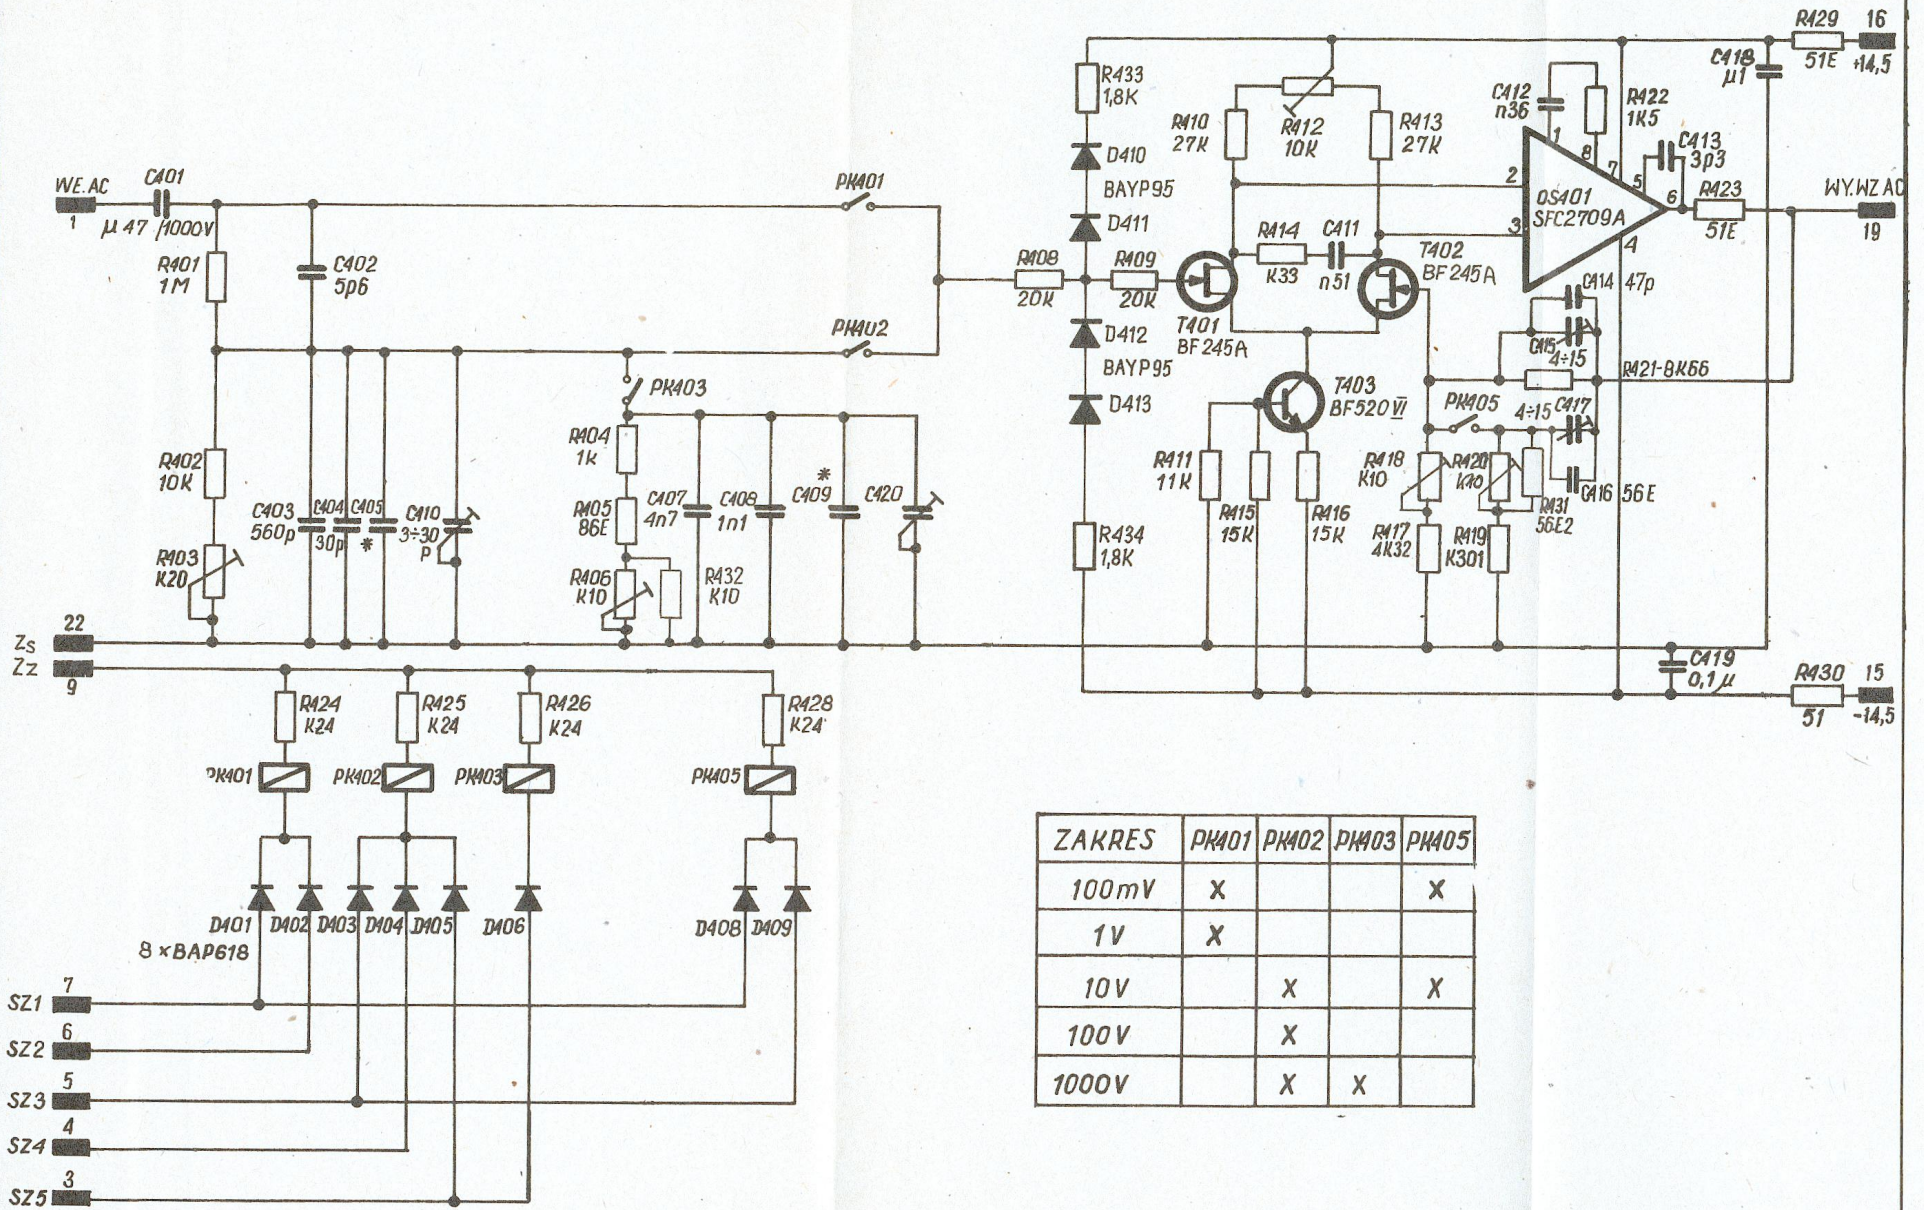 R429
16
51E
+14,5
C418
µ1
R433
1,8K
C412
n36
R422
1K5
R410
27K
R412
10K
R413
27K
D410
BAYP95
D411
1
8
7
5
C413
3p3
2
3
6
4
OS401
SFC2709A
R423
51E
WY.WZ AC
19
WE.AC
1
C401
µ47 /1000V
PK401
R401
1M
C402
5p6
R414
K33
C411
n51
T402
BF245A
R408
20K
R409
20K
T401
BF245A
C414
47p
C415
4÷15
PK402
D412
BAYP95
D413
R421-8K66
PK403
T403
BF520 VI
PK405
4÷15
C417
R402
10K
R404
1k
R411
11K
R418
K10
R420
K10
C416
56E
R431
56E2
C403
560p
C404
30p
C405
*
C410
3÷30
p
R405
86E
C407
4n7
C408
1n1
*
C409
C420
R415
15K
R416
15K
R434
1,8K
R417
4K32
R419
K301
R403
K20
R406
K10
R432
K10
22
Zs
Zz
9
C419
0,1µ
R430
51
15
-14,5
R424
K24
R425
K24
R426
K24
R428
K24
PK401
PK402
PK403
PK405
D401
D402
D403
D404
D405
D406
D408
D409
8×BAP618
SZ1
7
SZ2
6
SZ3
5
SZ4
4
SZ5
3
ZAKRES PK401 PK402 PK403 PK405
100mV X X
1V X
10V X X
100V X
1000V X X